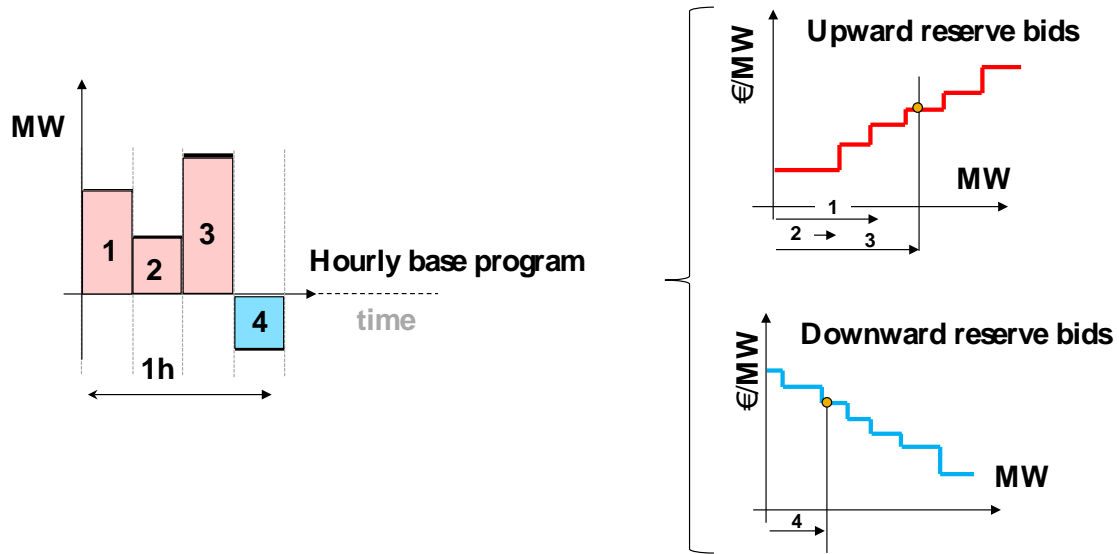 MW
1
2
3
4
Hourly base program
time
1h
Upward reserve bids
€/MW
MW
1
2
3
Downward reserve bids
€/MW
MW
4